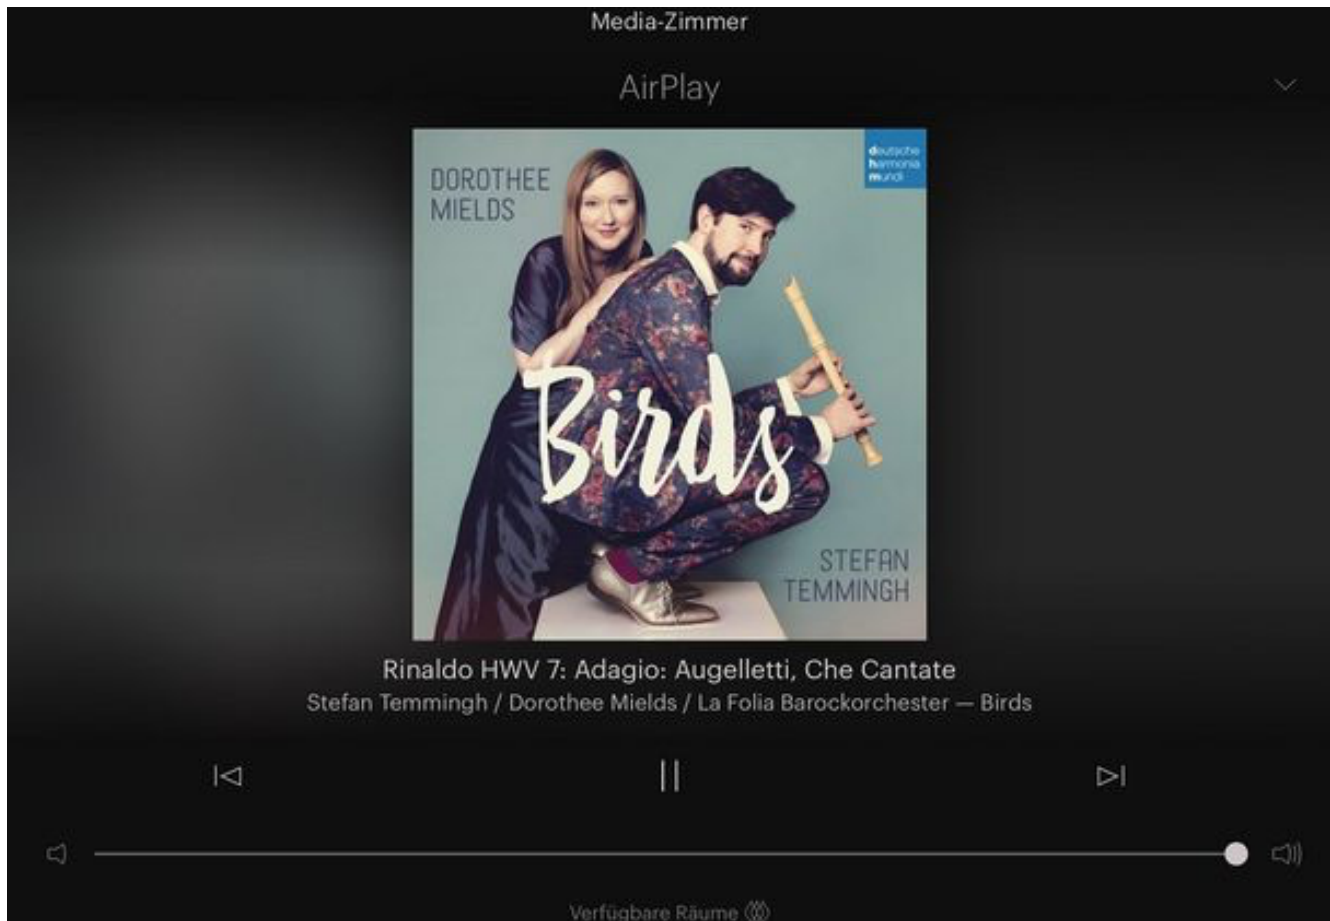 Media-Zimmer
AirPlay
DOROTHEE
MIELDS
deutsche
harmonia
mundi
Birds
STEFAN
TEMMINGH
Rinaldo HWV 7: Adagio: Augelletti, Che Cantate
Stefan Temmingh / Dorothee Mields / La Folia Barockorchester — Birds
Verfügbare Räume